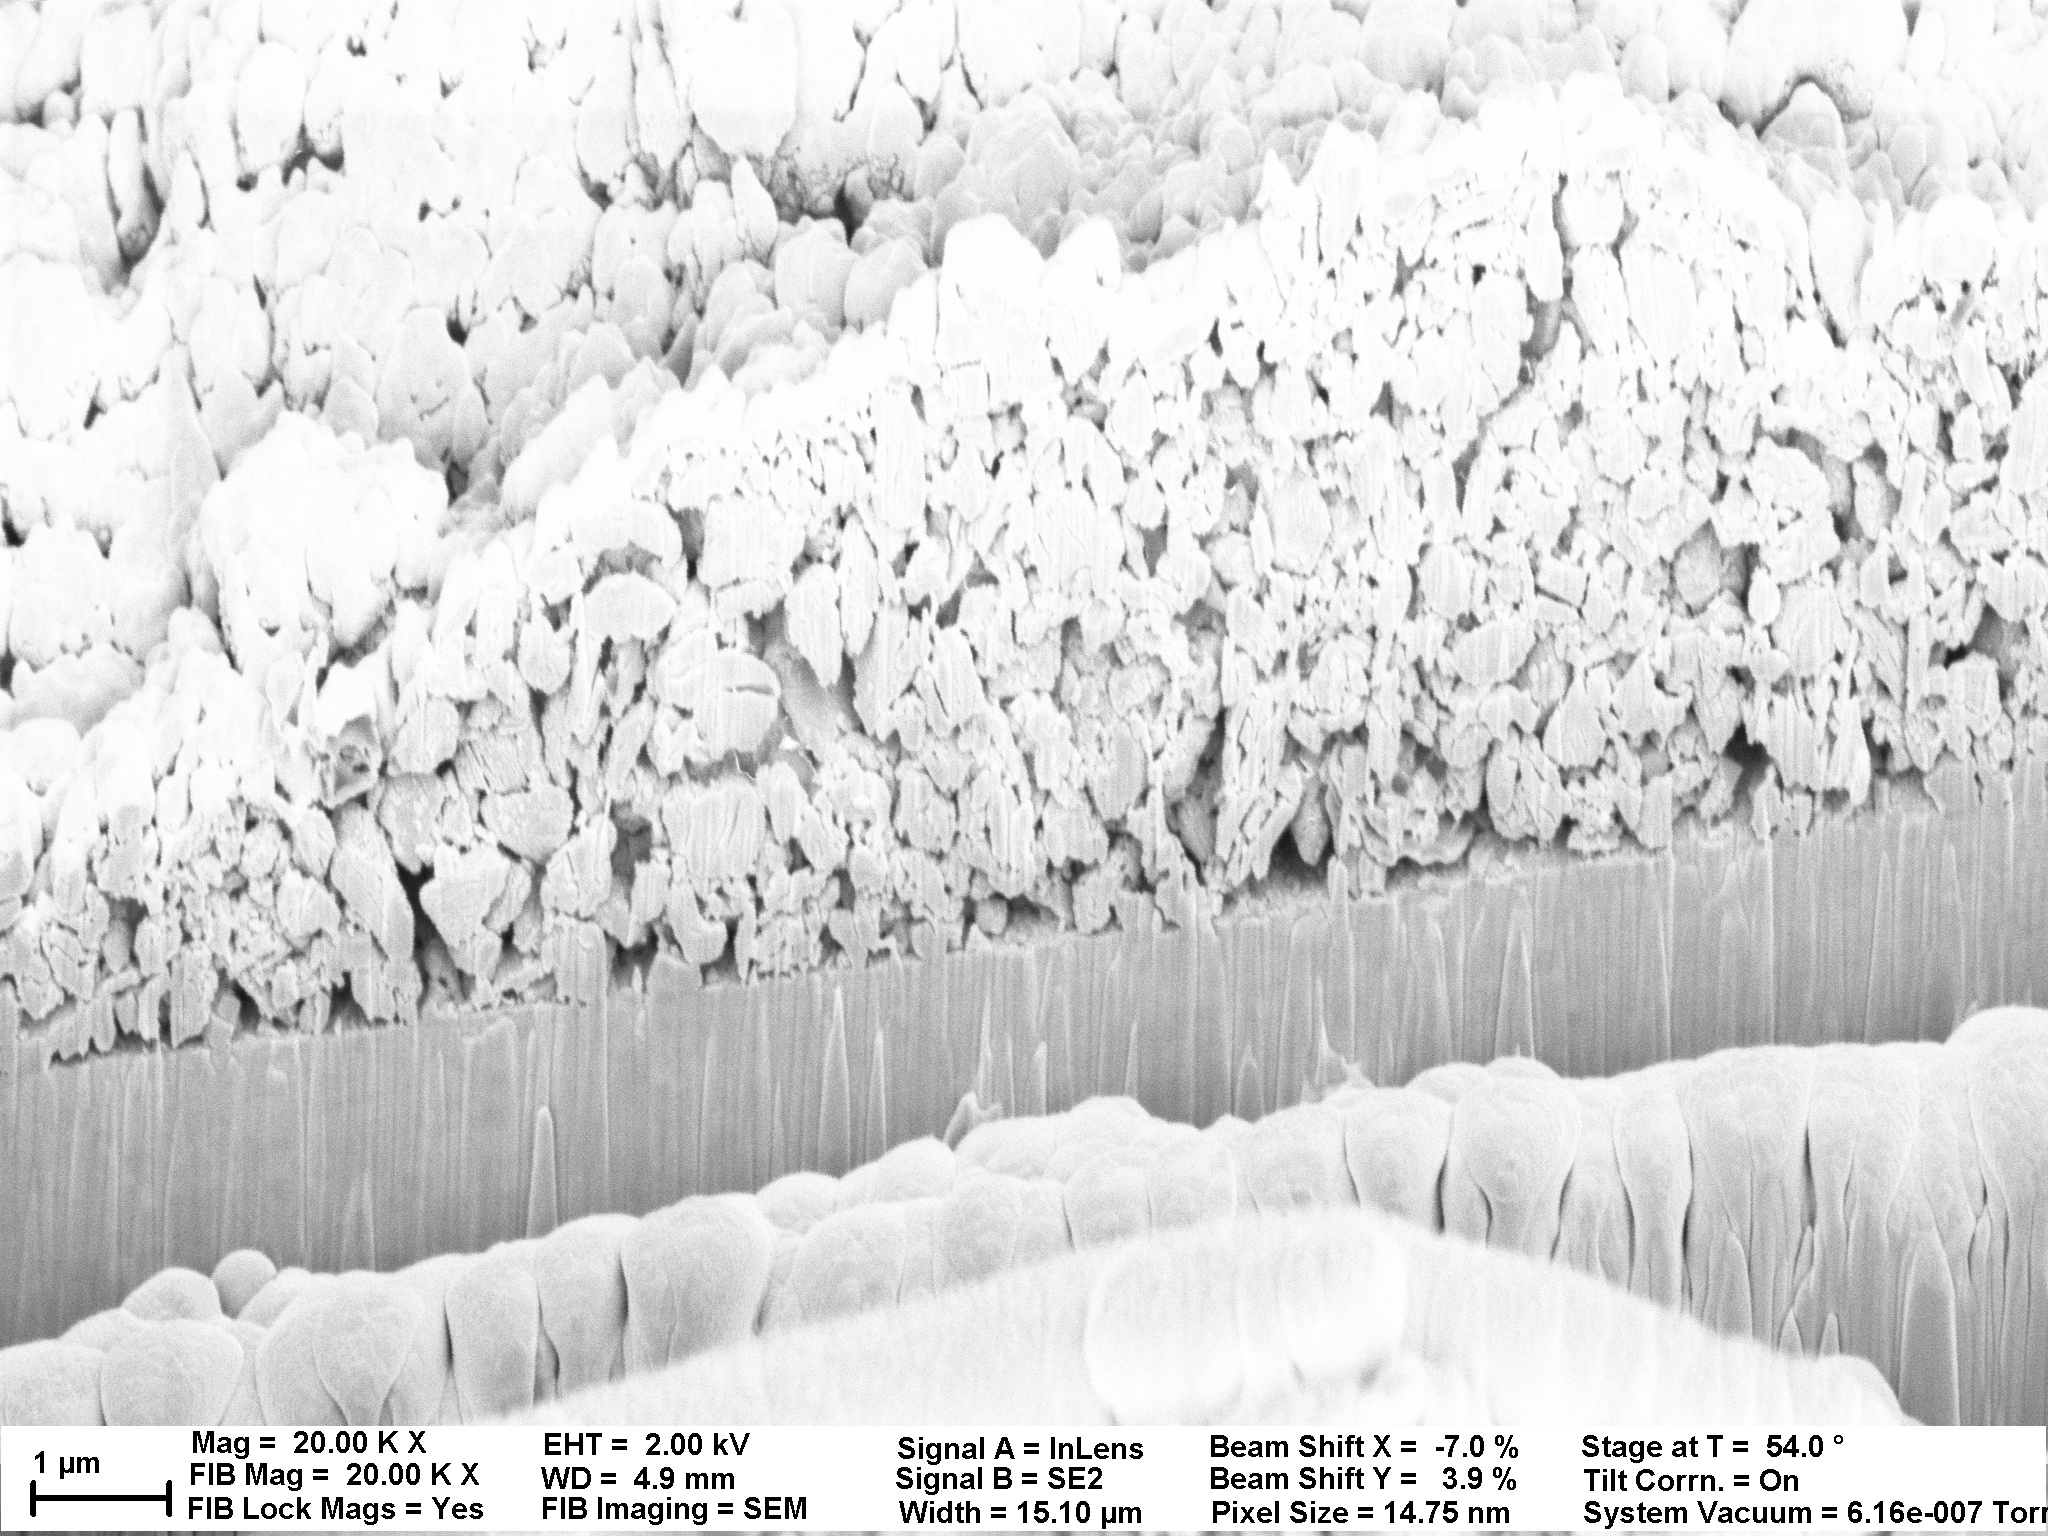 1 µm
Mag = 20.00 K X
FIB Mag = 20.00 K X
FIB Lock Mags = Yes
EHT = 2.00 kV
WD = 4.9 mm
FIB Imaging = SEM
Signal A = InLens
Signal B = SE2
Width = 15.10 µm
Beam Shift X = -7.0 %
Beam Shift Y = 3.9 %
Pixel Size = 14.75 nm
Stage at T = 54.0 °
Tilt Corrn. = On
System Vacuum = 6.16e-007 Torr